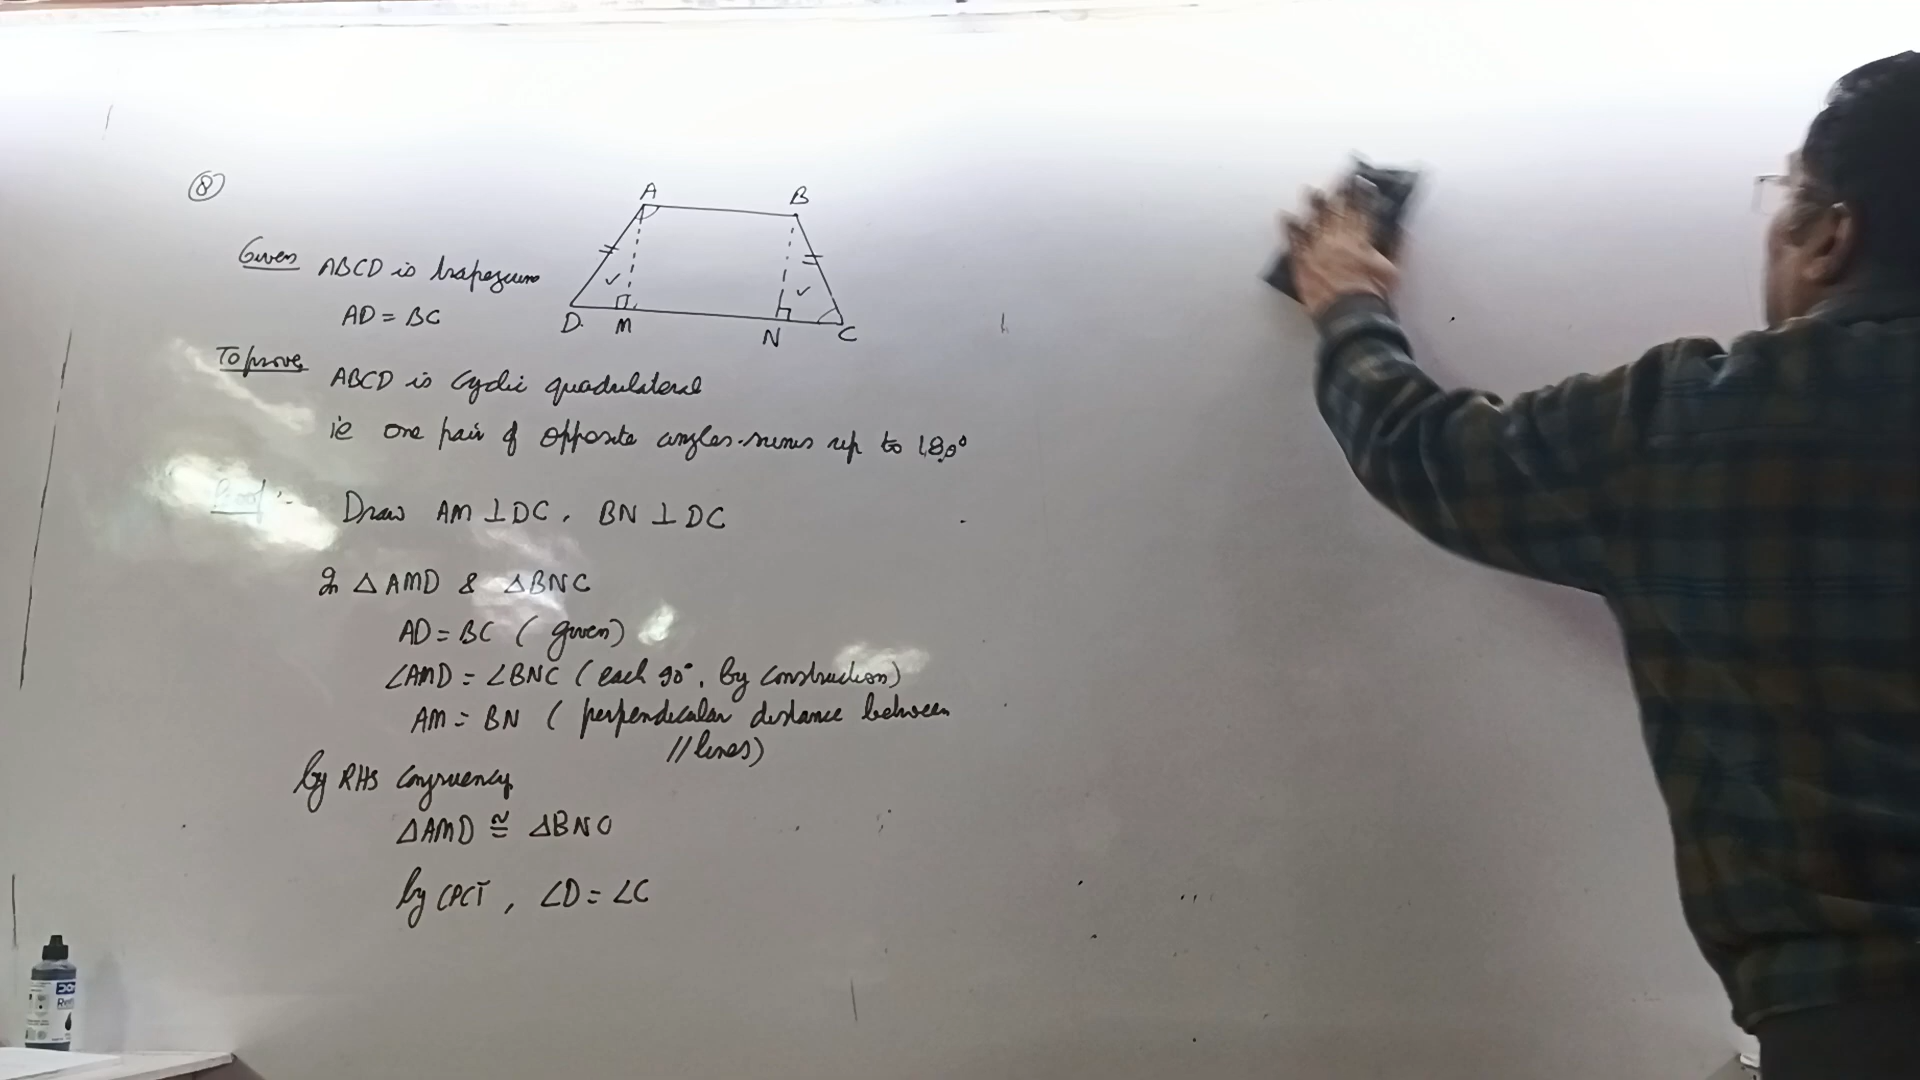 8
A B
Given ABCD is trapezium
AD = BC
D. M N C
To prove ABCD is cyclic quadrilateral
ie one pair of opposite angles sums up to 180°
Proof :- Draw AM ⊥ DC, BN ⊥ DC
In △AMD & △BNC
AD = BC (given)
∠AMD = ∠BNC (each 90°, by construction)
AM = BN (perpendicular distance between
// lines)
by RHS congruency
△AMD ≅ △BNC
by CPCT, ∠D = ∠C